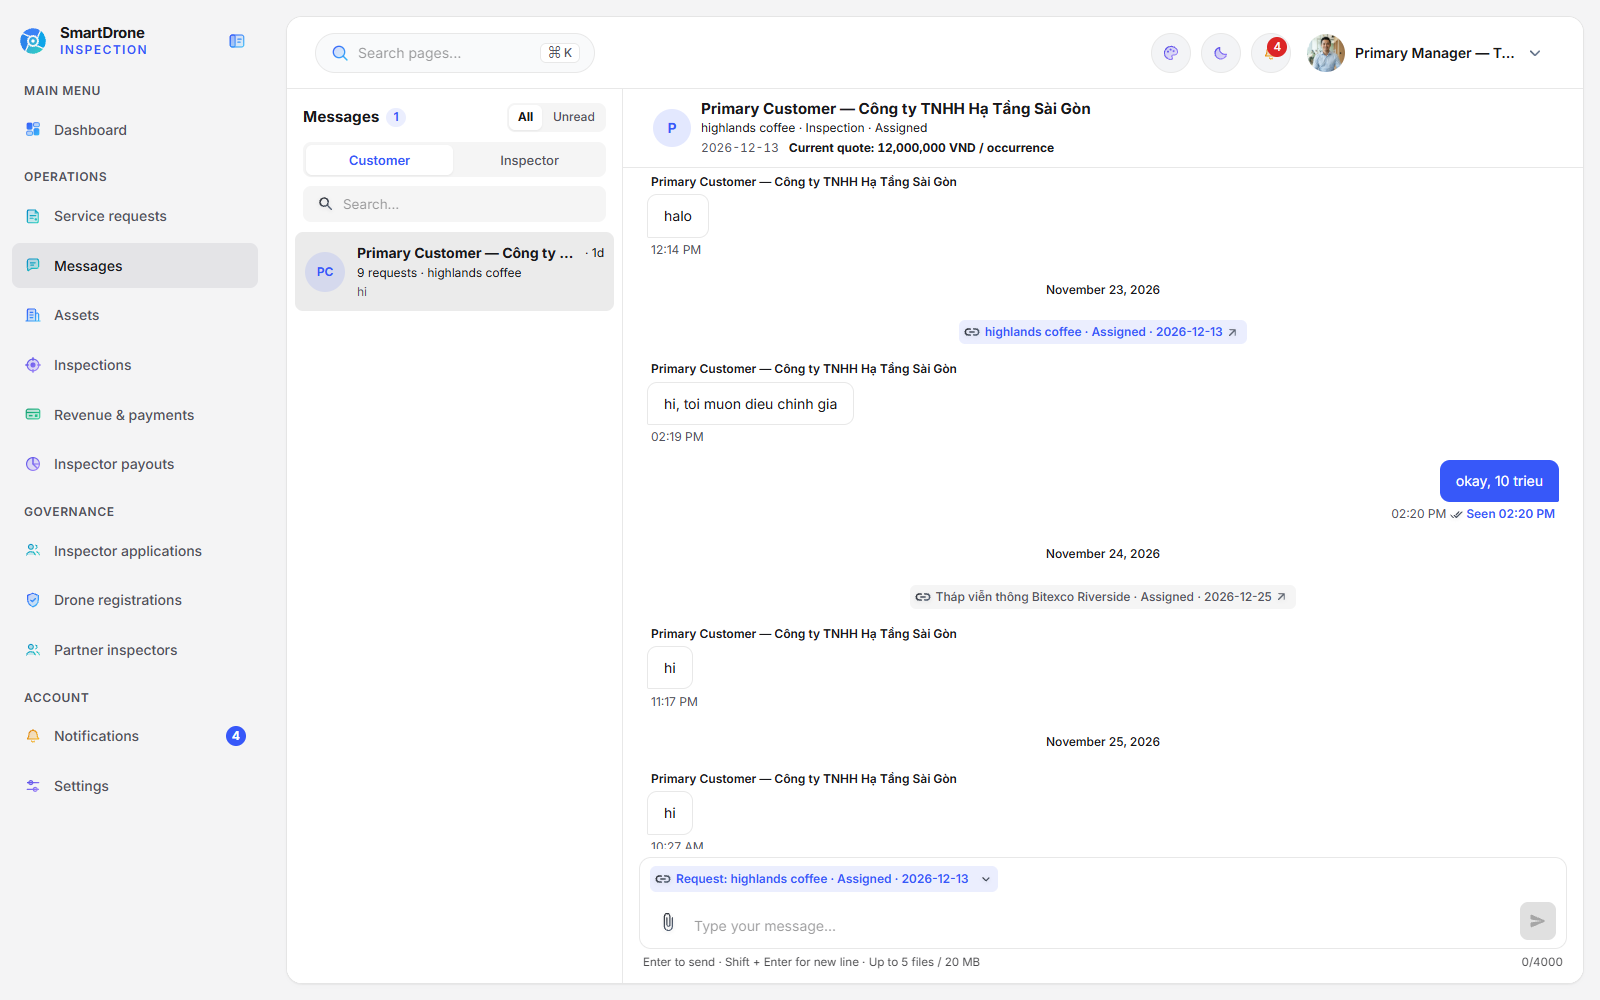 SmartDrone
INSPECTION
MAIN MENU
Dashboard
OPERATIONS
Service requests
Messages
Assets
Inspections
Revenue & payments
Inspector payouts
GOVERNANCE
Inspector applications
Drone registrations
Partner inspectors
ACCOUNT
Notifications 4
Settings
Search pages... ⌘ K
4
Primary Manager — T...
Messages 1
All Unread
Customer Inspector
Search...
PC
Primary Customer — Công ty ... · 1d
9 requests · highlands coffee
hi
P
Primary Customer — Công ty TNHH Hạ Tầng Sài Gòn
highlands coffee · Inspection · Assigned
2026-12-13 Current quote: 12,000,000 VND / occurrence
Primary Customer — Công ty TNHH Hạ Tầng Sài Gòn
halo
12:14 PM
November 23, 2026
highlands coffee · Assigned · 2026-12-13
Primary Customer — Công ty TNHH Hạ Tầng Sài Gòn
hi, toi muon dieu chinh gia
02:19 PM
okay, 10 trieu
02:20 PM Seen 02:20 PM
November 24, 2026
Tháp viễn thông Bitexco Riverside · Assigned · 2026-12-25
Primary Customer — Công ty TNHH Hạ Tầng Sài Gòn
hi
11:17 PM
November 25, 2026
Primary Customer — Công ty TNHH Hạ Tầng Sài Gòn
hi
10:27 AM
Request: highlands coffee · Assigned · 2026-12-13
Type your message...
Enter to send · Shift + Enter for new line · Up to 5 files / 20 MB
0/4000